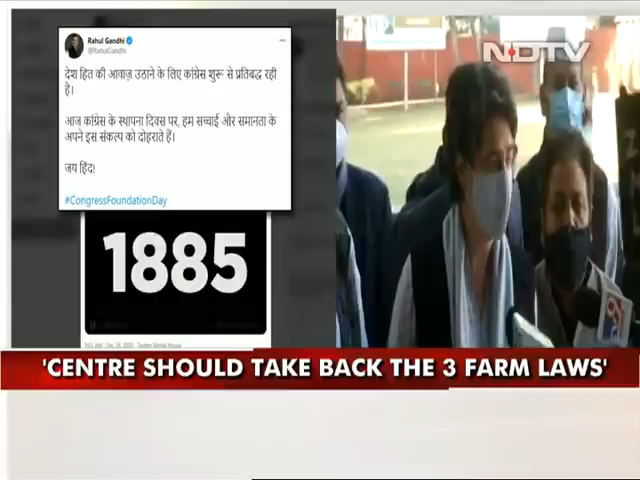 Rahul Gandhi
@RahulGandhi
देश हित की आवाज़ उठाने के लिए कांग्रेस शुरू से प्रतिबद्ध रही
है।
आज कांग्रेस के स्थापना दिवस पर, हम सच्चाई और समानता के
अपने इस संकल्प को दोहराते हैं।
जय हिंद!
#CongressFoundationDay
1885
NDTV
'CENTRE SHOULD TAKE BACK THE 3 FARM LAWS'